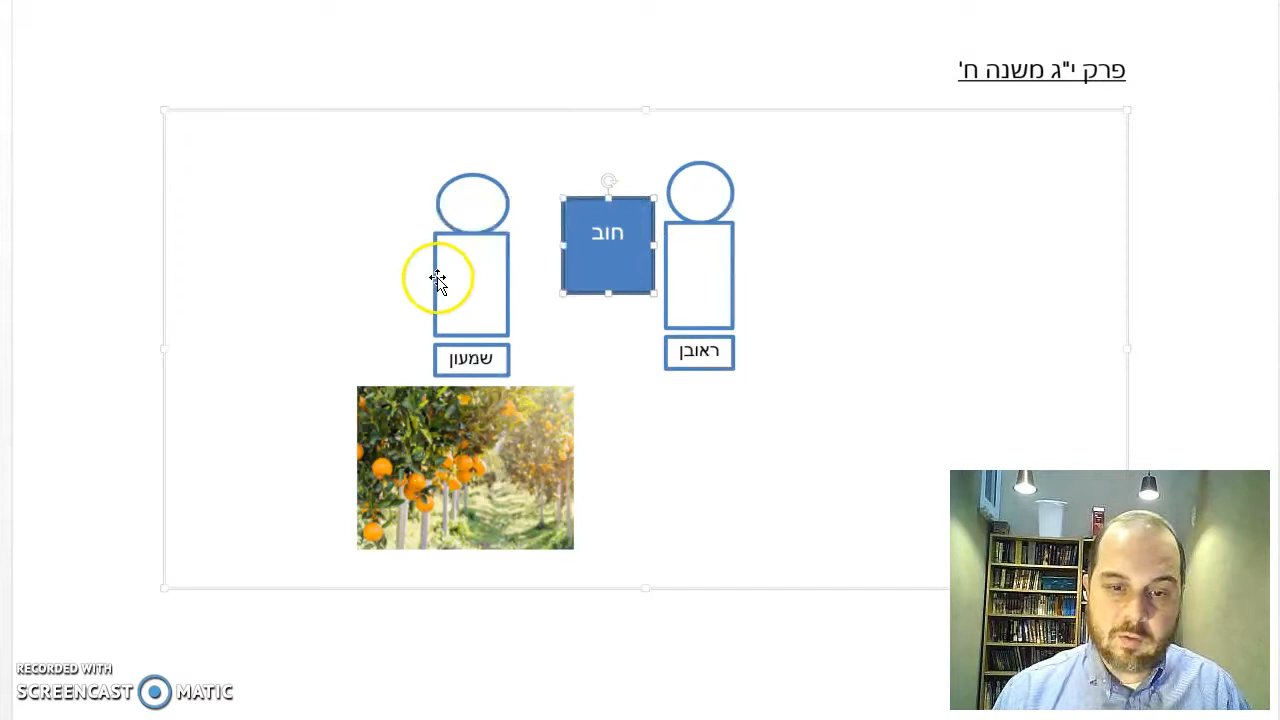 פרק י"ג משנה ח'
חוב
ראובן
שמעון
RECORDED WITH
SCREENCAST MATIC